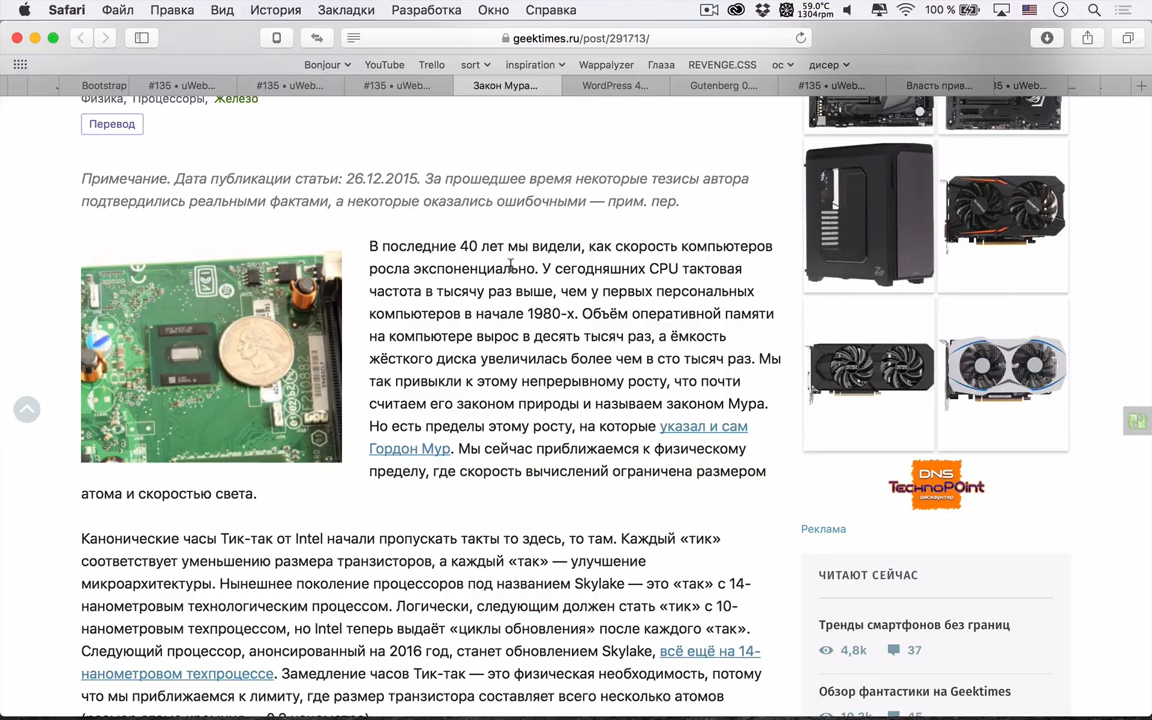 Safari Файл Правка Вид История Закладки Разработка Окно Справка 59.0°C 1304rpm 100 %
geektimes.ru/post/291713/
Bonjour YouTube Trello sort inspiration Wappalyzer Глаза REVENGE.CSS ос дисер
Bootstrap #135 • uWeb... #135 • uWeb... #135 • uWeb... Закон Мура... WordPress 4.... Gutenberg 0.... #135 • uWeb... Власть прив... 35 • uWeb...
Физика, Процессоры, Железо
Перевод
Примечание. Дата публикации статьи: 26.12.2015. За прошедшее время некоторые тезисы автора
подтвердились реальными фактами, а некоторые оказались ошибочными — прим. пер.
В последние 40 лет мы видели, как скорость компьютеров
росла экспоненциально. У сегодняшних CPU тактовая
частота в тысячу раз выше, чем у первых персональных
компьютеров в начале 1980-х. Объём оперативной памяти
на компьютере вырос в десять тысяч раз, а ёмкость
жёсткого диска увеличилась более чем в сто тысяч раз. Мы
так привыкли к этому непрерывному росту, что почти
считаем его законом природы и называем законом Мура.
Но есть пределы этому росту, на которые указал и сам
Гордон Мур. Мы сейчас приближаемся к физическому
пределу, где скорость вычислений ограничена размером
атома и скоростью света.
Канонические часы Тик-так от Intel начали пропускать такты то здесь, то там. Каждый «тик»
соответствует уменьшению размера транзисторов, а каждый «так» — улучшение
микроархитектуры. Нынешнее поколение процессоров под названием Skylake — это «так» с 14-
нанометровым технологическим процессом. Логически, следующим должен стать «тик» с 10-
нанометровым техпроцессом, но Intel теперь выдаёт «циклы обновления» после каждого «так».
Следующий процессор, анонсированный на 2016 год, станет обновлением Skylake, всё ещё на 14-
нанометровом техпроцессе. Замедление часов Тик-так — это физическая необходимость, потому
что мы приближаемся к лимиту, где размер транзистора составляет всего несколько атомов
DNS
TECHNOPOINT
дискаунтер
Реклама
ЧИТАЮТ СЕЙЧАС
Тренды смартфонов без границ
4,8k 37
Обзор фантастики на Geektimes